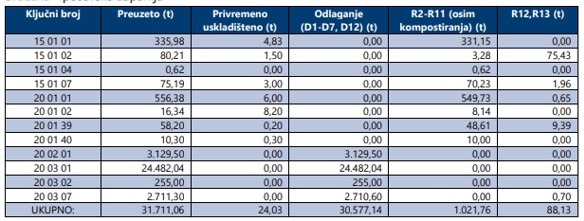 Ključni broj Preuzeto (t) Privremeno uskladišteno (t) Odlaganje (D1-D7, D12) (t) R2-R11 (osim kompostiranja) (t) R12,R13 (t)
15 01 01 335,98 4,83 0,00 331,15 0,00
15 01 02 80,21 1,50 0,00 3,28 75,43
15 01 04 0,62 0,00 0,00 0,62 0,00
15 01 07 75,19 3,00 0,00 70,23 1,96
20 01 01 556,38 6,00 0,00 549,73 0,65
20 01 02 16,34 8,20 0,00 8,14 0,00
20 01 39 58,20 0,20 0,00 48,61 9,39
20 01 40 10,30 0,30 0,00 10,00 0,00
20 02 01 3.129,50 0,00 3.129,50 0,00 0,00
20 03 01 24.482,04 0,00 24.482,04 0,00 0,00
20 03 02 255,00 0,00 255,00 0,00 0,00
20 03 07 2.711,30 0,00 2.710,60 0,00 0,70
UKUPNO: 31.711,06 24,03 30.577,14 1.021,76 88,13